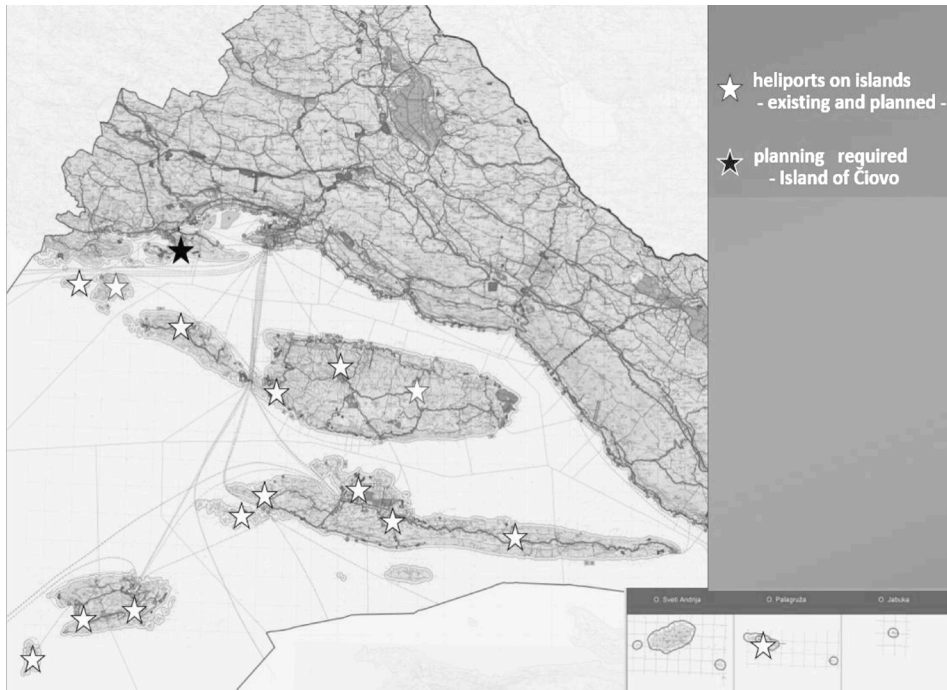 heliports on islands
- existing and planned -
planning required
- Island of Čiovo
O. Sveti Andrija
O. Palagruža
O. Jabuka